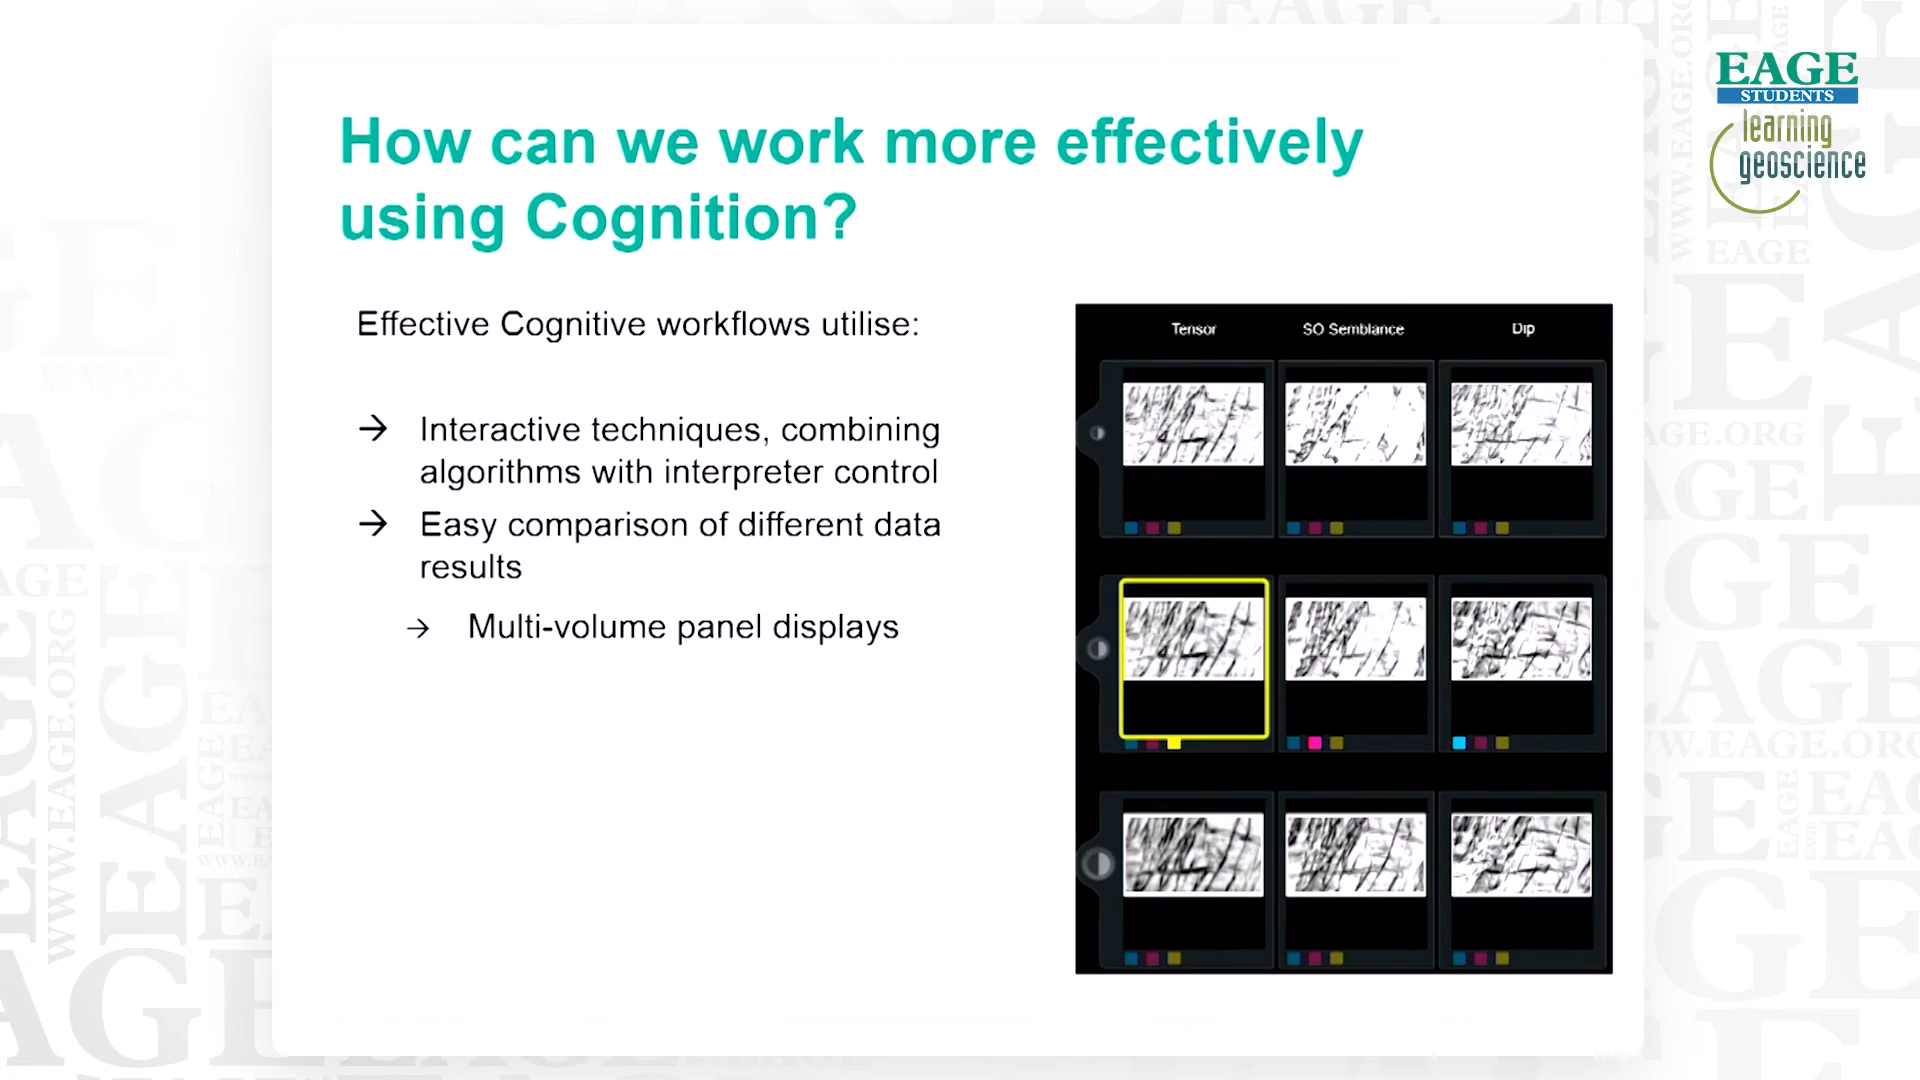 How can we work more effectively
using Cognition?
EAGE
STUDENTS
learning
geoscience
Effective Cognitive workflows utilise:
→ Interactive techniques, combining
algorithms with interpreter control
→ Easy comparison of different data
results
→ Multi-volume panel displays
Tensor SO Semblance Dip